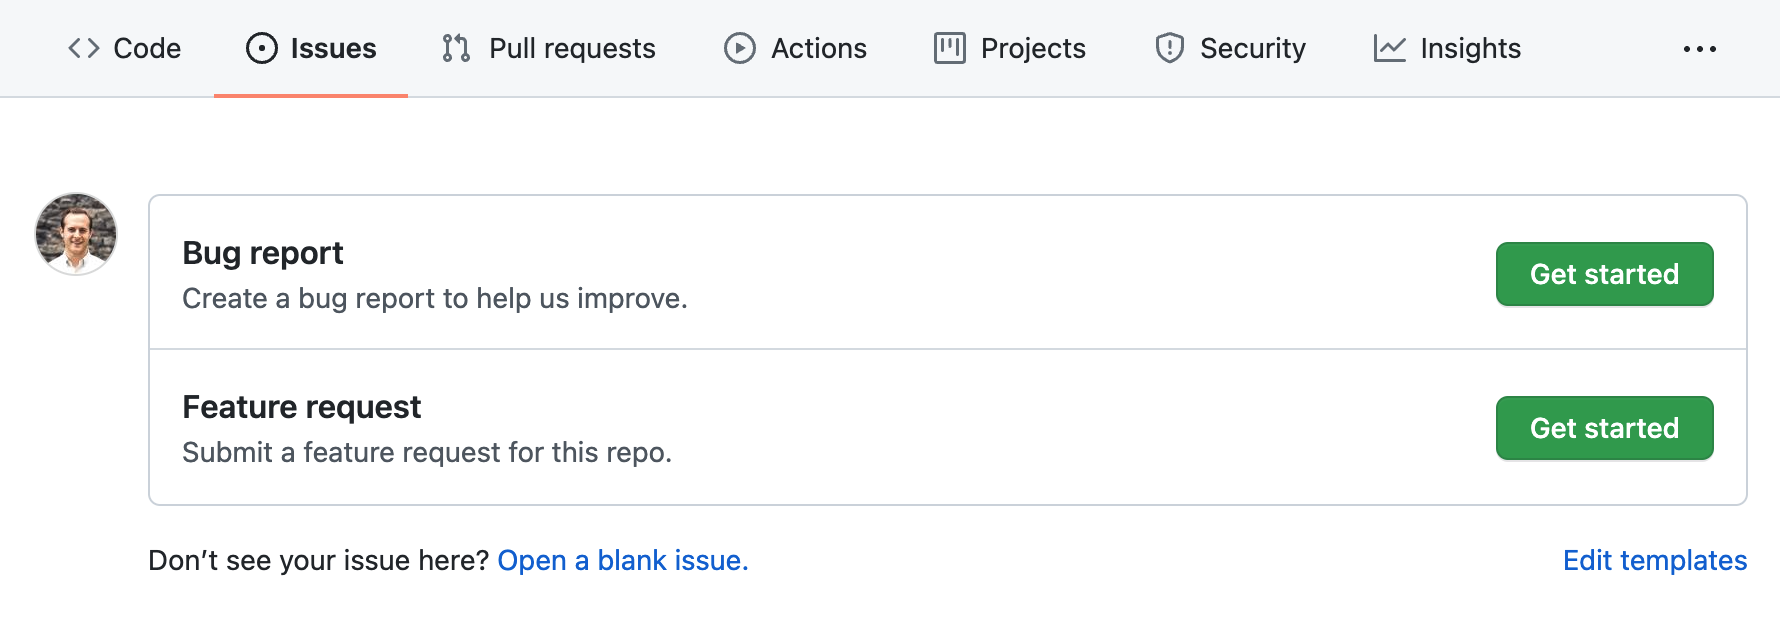 Code Issues Pull requests Actions Projects Security Insights
Bug report
Create a bug report to help us improve.
Get started
Feature request
Submit a feature request for this repo.
Get started
Don’t see your issue here? Open a blank issue.
Edit templates